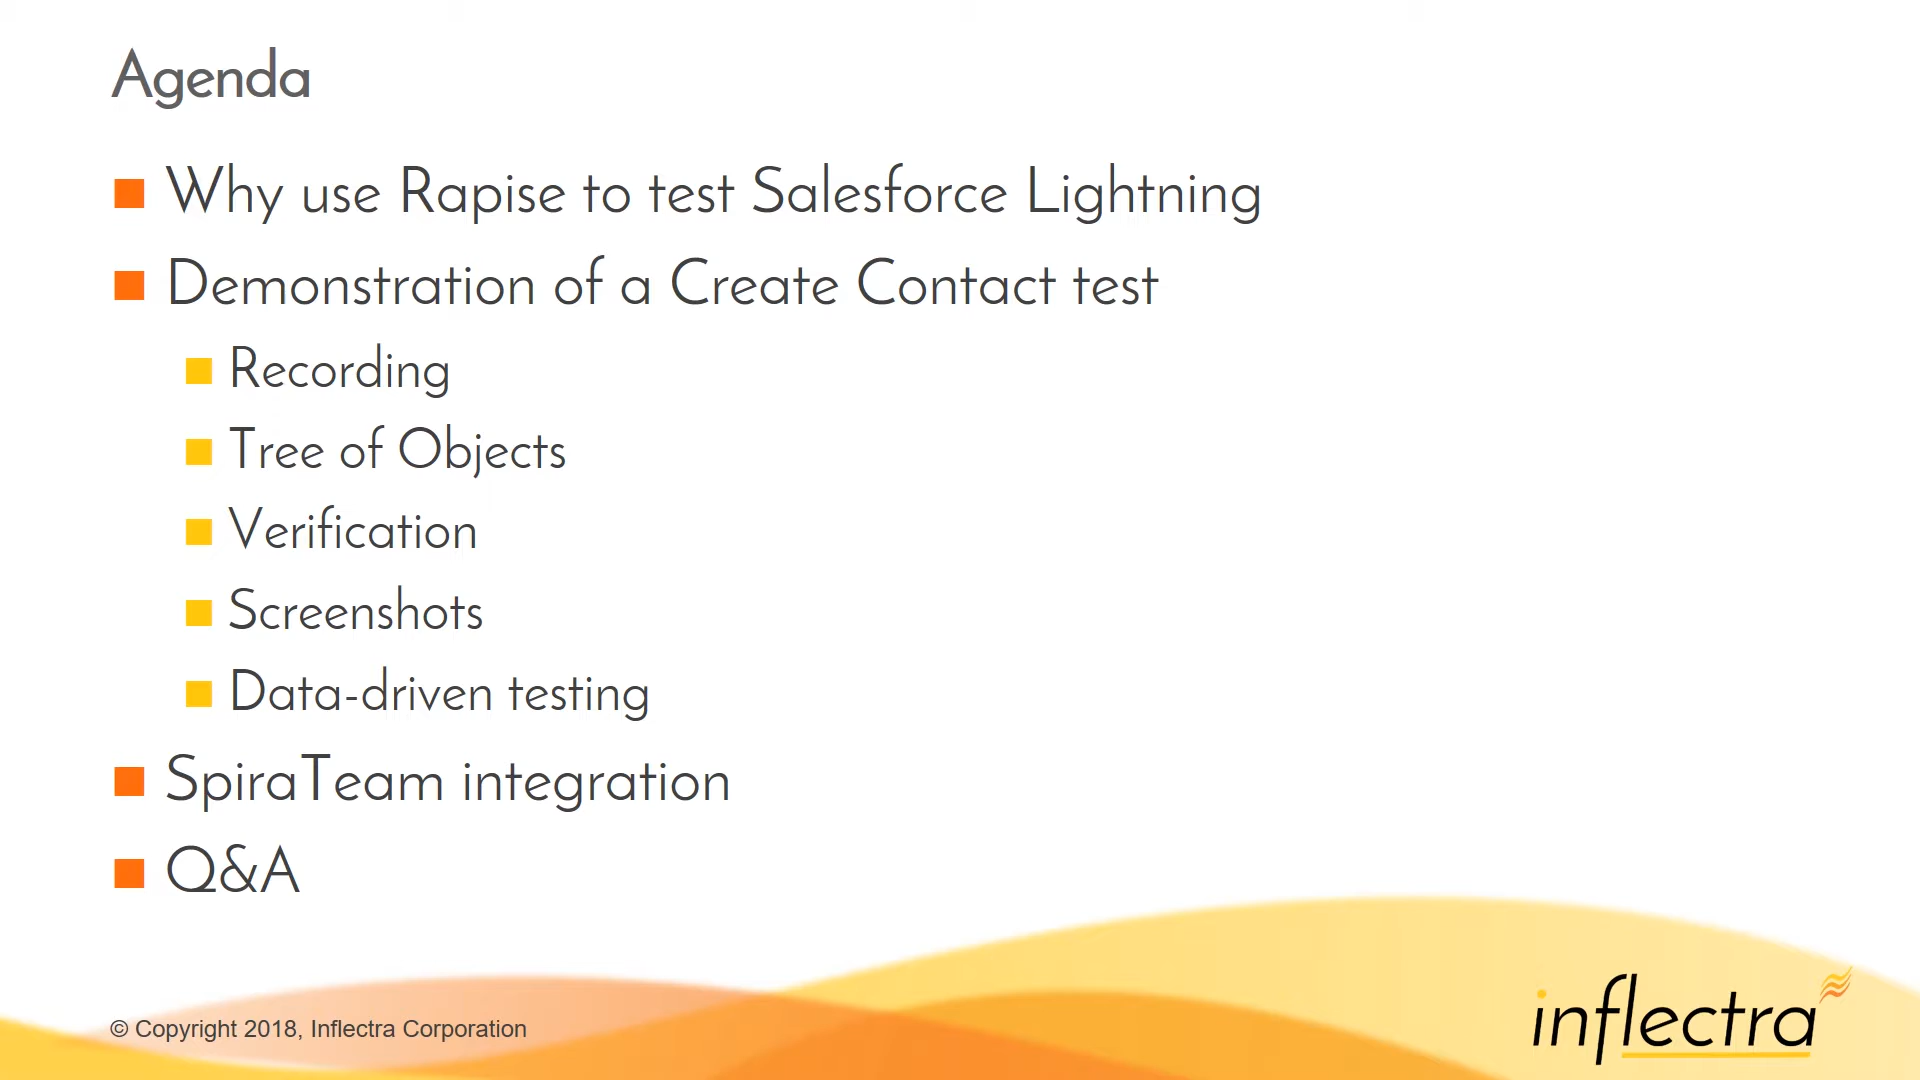 Agenda
Why use Rapise to test Salesforce Lightning
Demonstration of a Create Contact test
Recording
Tree of Objects
Verification
Screenshots
Data-driven testing
SpiraTeam integration
Q&A
© Copyright 2018, Inflectra Corporation
inflectra